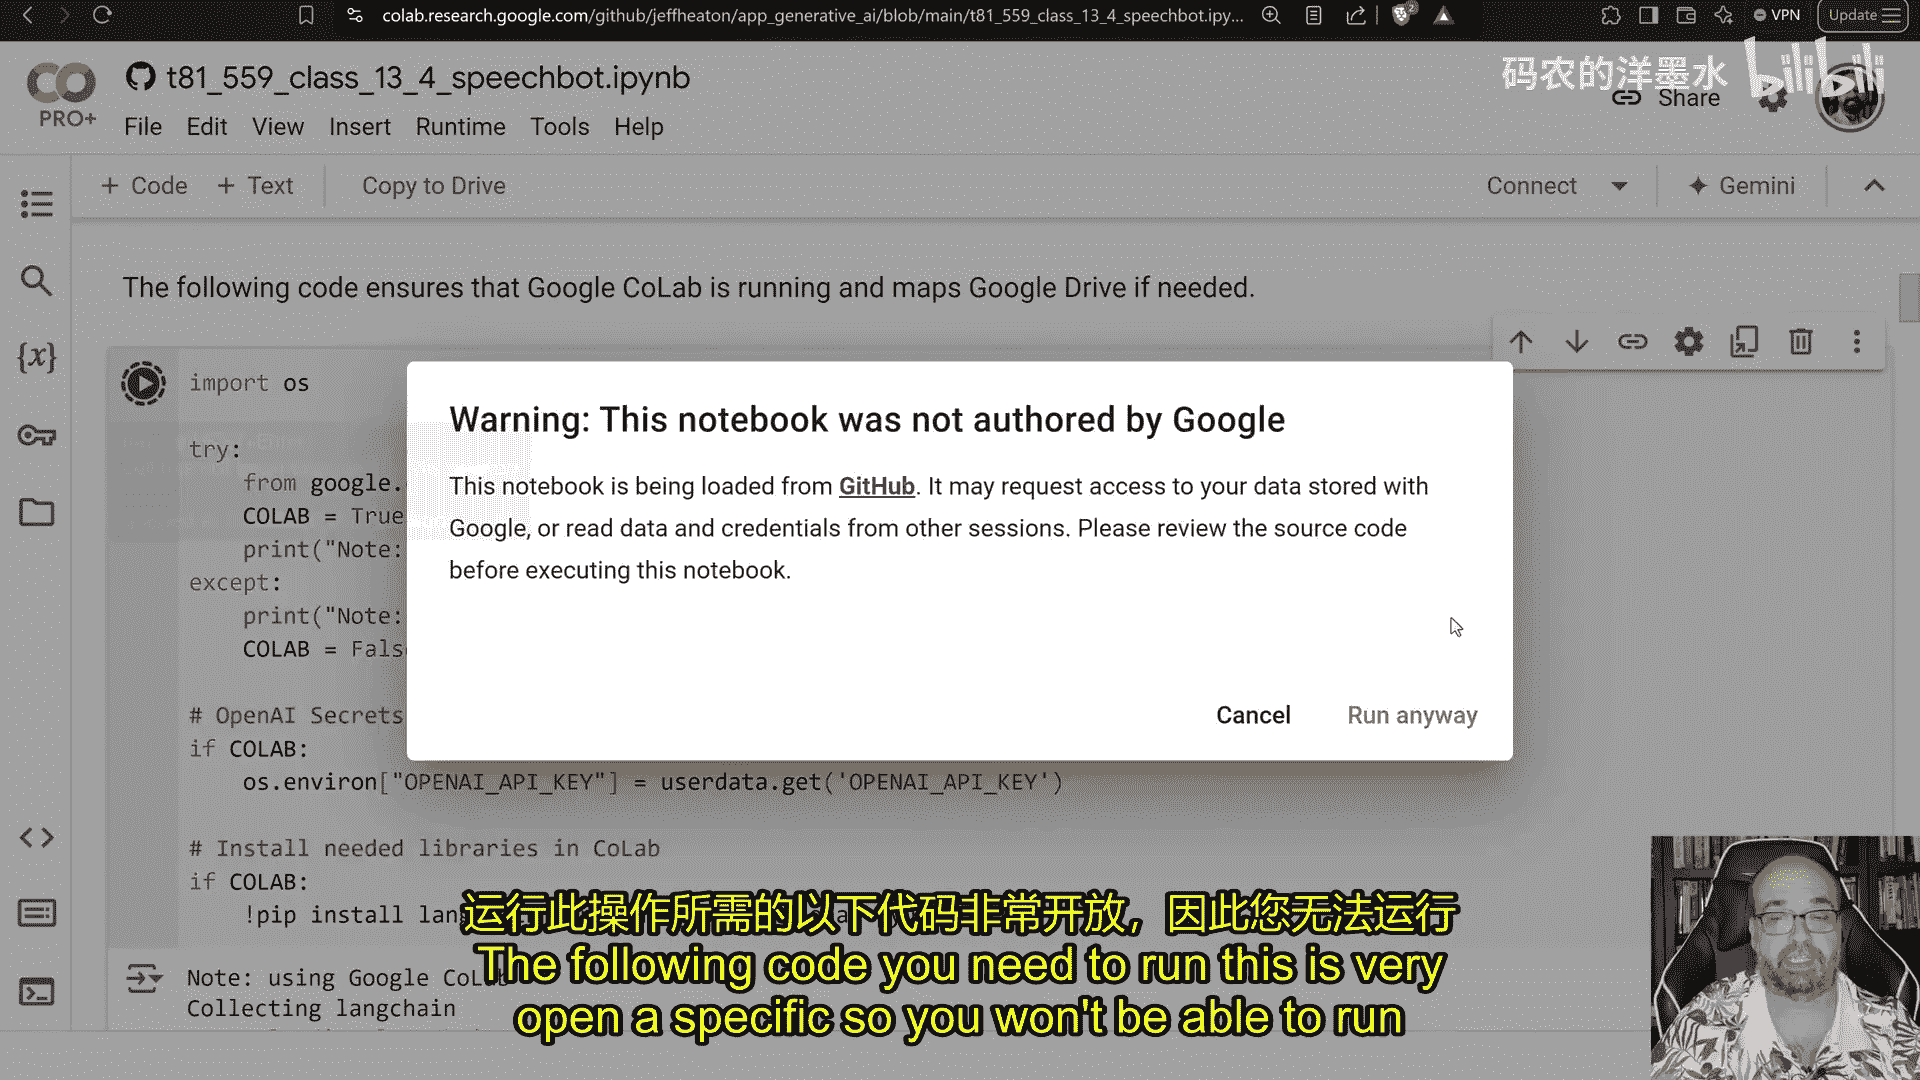 colab.research.google.com/github/jeffheaton/app_generative_ai/blob/main/t81_559_class_13_4_speechbot.ipy...
2
VPN
Update
码农的洋墨水 bilibili
CO
PRO+
t81_559_class_13_4_speechbot.ipynb
File Edit View Insert Runtime Tools Help
Share
+ Code + Text Copy to Drive
Connect
Gemini
The following code ensures that Google CoLab is running and maps Google Drive if needed.
{x}
import os
try:
from google.
COLAB = True
print("Note:
except:
print("Note:
COLAB = Fals
# OpenAI Secrets
if COLAB:
os.environ["OPENAI_API_KEY"] = userdata.get('OPENAI_API_KEY')
# Install needed libraries in CoLab
if COLAB:
!pip install lan
Note: using Google CoL
Collecting langchain
Warning: This notebook was not authored by Google
This notebook is being loaded from GitHub. It may request access to your data stored with
Google, or read data and credentials from other sessions. Please review the source code
before executing this notebook.
Cancel Run anyway
运行此操作所需的以下代码非常开放，因此您无法运行
The following code you need to run this is very
open a specific so you won't be able to run